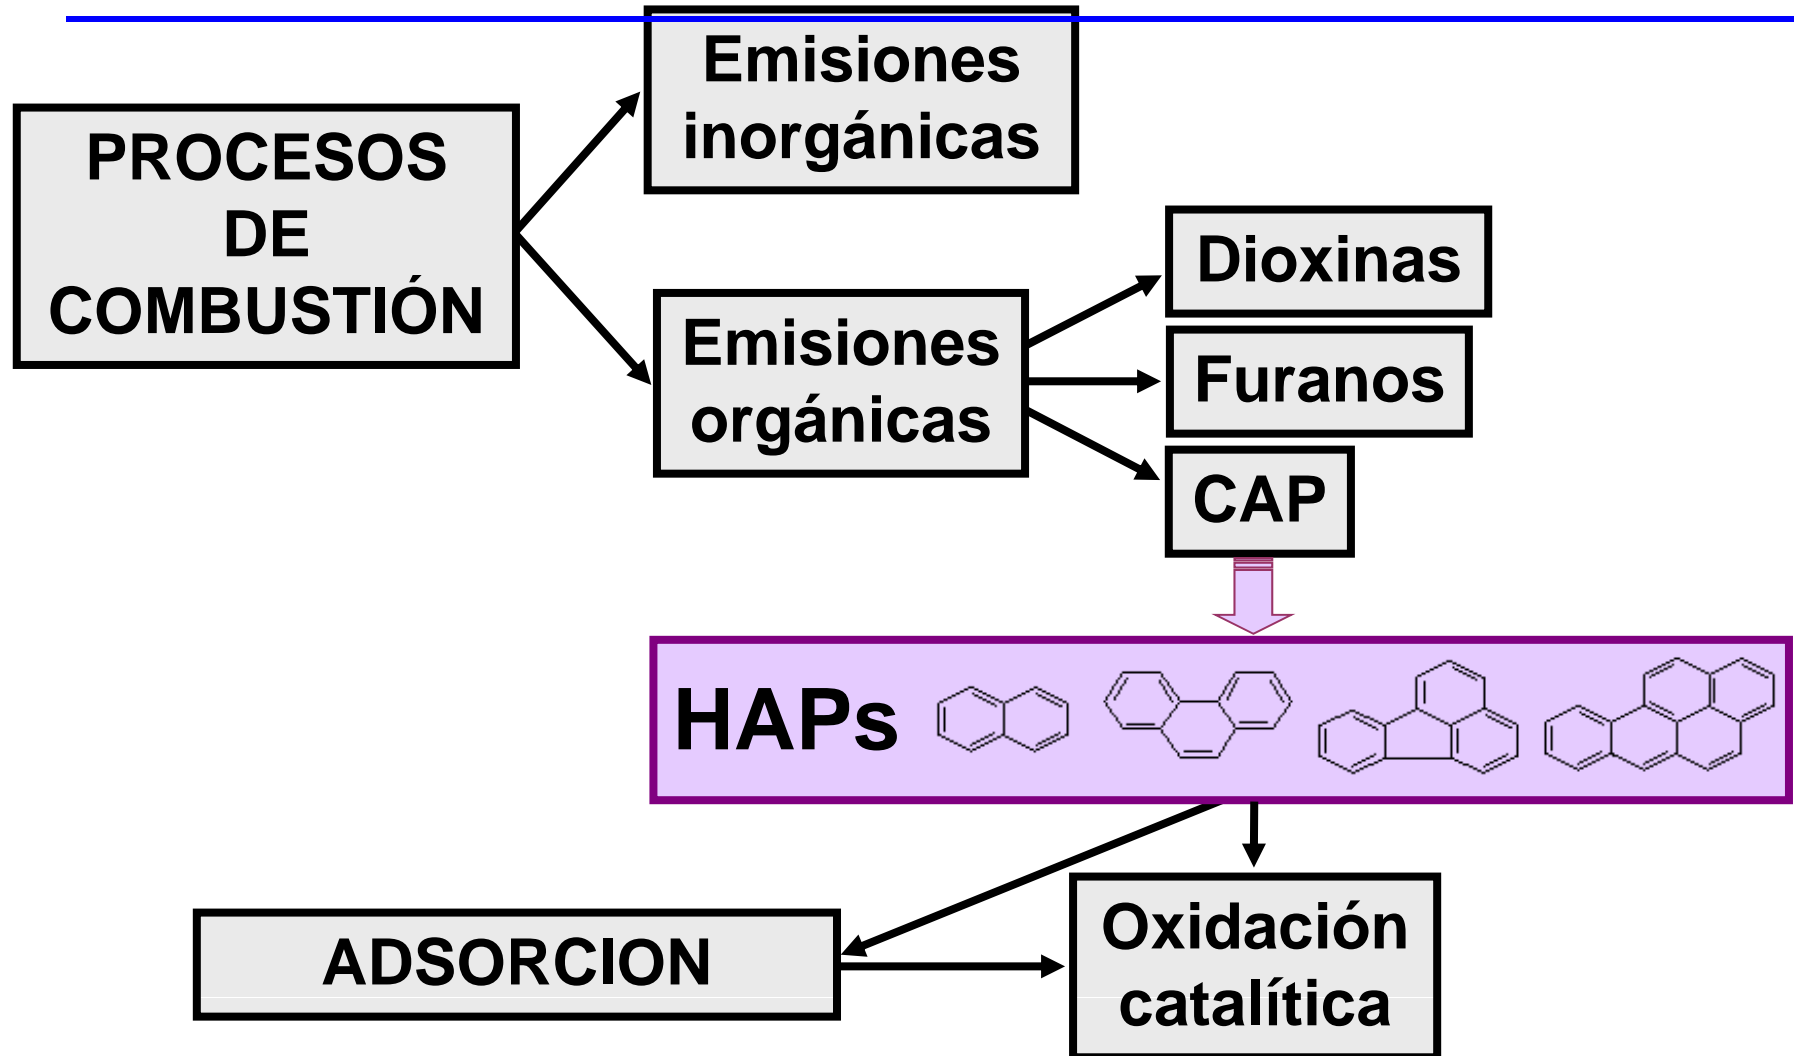 Emisiones
inorgánicas
PROCESOS
DE
COMBUSTIÓN
Dioxinas
Emisiones
orgánicas
Furanos
CAP
HAPs
ADSORCION
Oxidación
catalítica